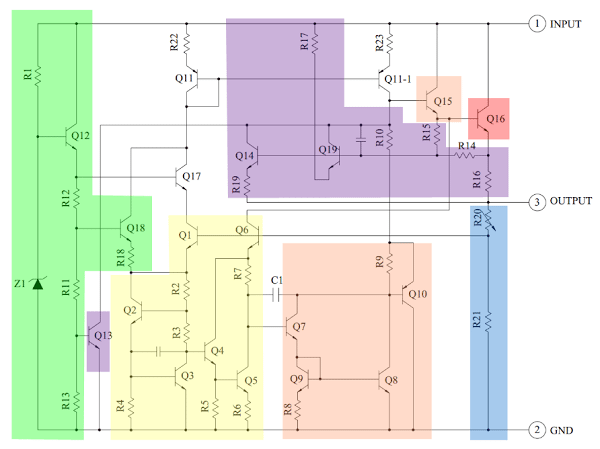 1 INPUT
R22 R17 R23
R1 Q11 Q11-1
Q15
Q16
Q12 R10 R15
R14
Q14 Q19
Q17 R19 R16
R12
3 OUTPUT
Q18 Q1 Q6 R20
R18
R7 R9
Z1 R11 R2 C1 Q10
Q2
R3 Q7 R21
Q13
Q4
Q3 Q5 Q9 Q8
R13 R4 R5 R6 R8
2 GND